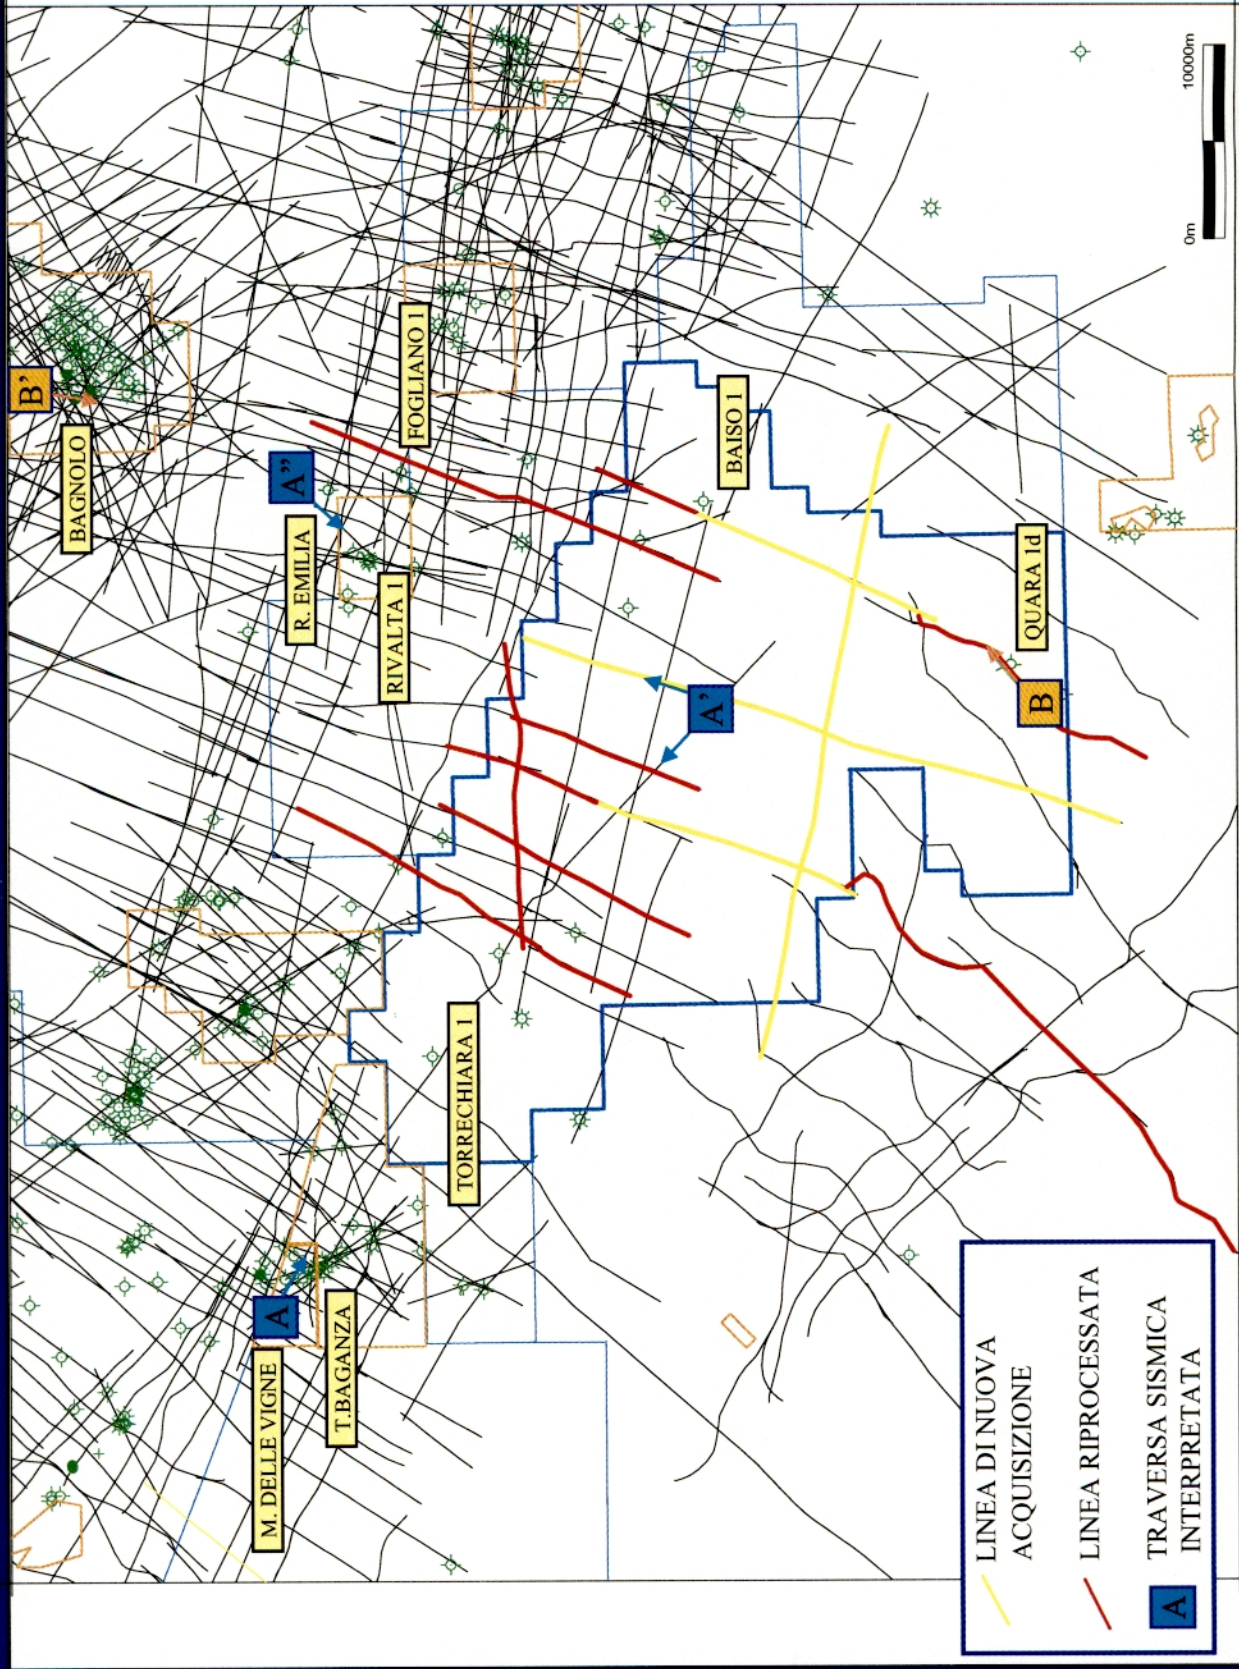 B'
BAGNOLO
A"
R. EMILIA
FOGLIANO 1
RIVALTA 1
BAISO 1
A'
QUARA 1d
B
TORRECHIARA 1
A
M. DELLE VIGNE
T.BAGANZA
0m
10000m
LINEA DI NUOVA
ACQUISIZIONE
LINEA RIPROCESSATA
A
TRAVERSA SISMICA
INTERPRETATA